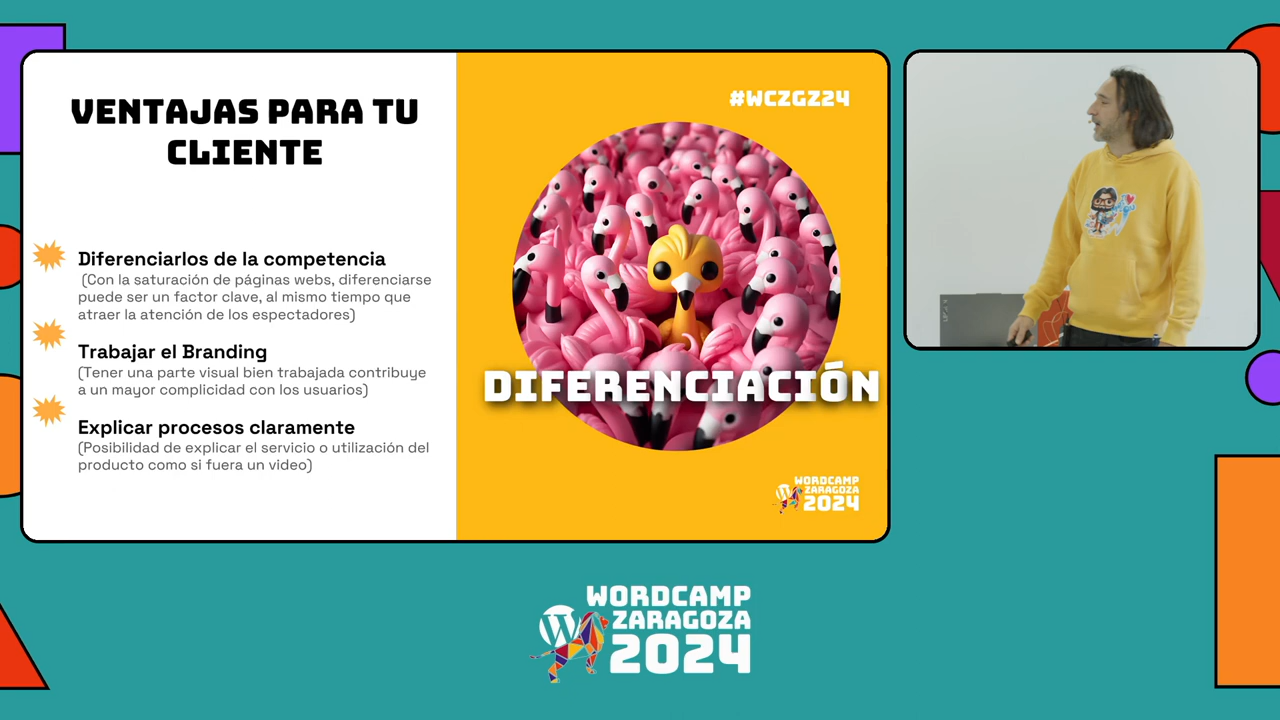 VENTAJAS PARA TU
CLIENTE
Diferenciarlos de la competencia
(Con la saturación de páginas webs, diferenciarse
puede ser un factor clave, al mismo tiempo que
atraer la atención de los espectadores)
Trabajar el Branding
(Tener una parte visual bien trabajada contribuye
a un mayor complicidad con los usuarios)
Explicar procesos claramente
(Posibilidad de explicar el servicio o utilización del
producto como si fuera un video)
#WCZGZ24
DIFERENCIACIÓN
WORDCAMP
ZARAGOZA
2024
WORDCAMP
ZARAGOZA
2024